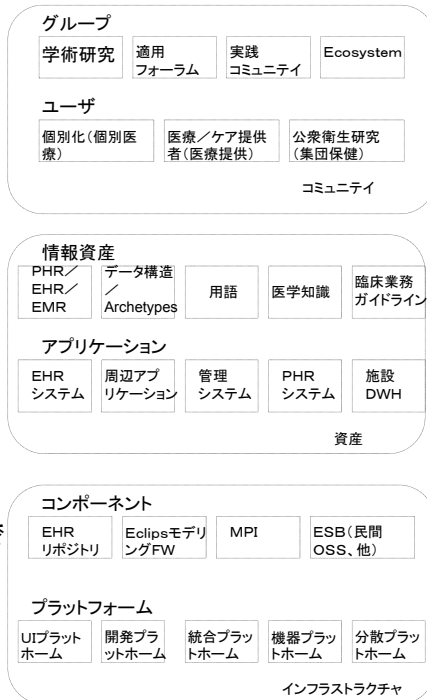 グループ
学術研究
適用
フォーラム
実践
コミュニテイ
Ecosystem
ユーザ
個別化(個別医
療)
医療／ケア提供
者(医療提供)
公衆衛生研究
(集団保健)
コミュニテイ
情報資産
PHR／
EHR／
EMR
データ構造
／
Archetypes
用語
医学知識
臨床業務
ガイドライン
アプリケーション
EHR
システム
周辺アプ
リケーション
管理
システム
PHR
システム
施設
DWH
資産
コンポーネント
EHR
リポジトリ
Eclipsモデリ
ングFW
MPI
ESB(民間
OSS、他)
プラットフォーム
UIプラット
ホーム
開発プラ
ットホーム
統合プラッ
トホーム
機器プラッ
トホーム
分散プラッ
トホーム
インフラストラクチャ